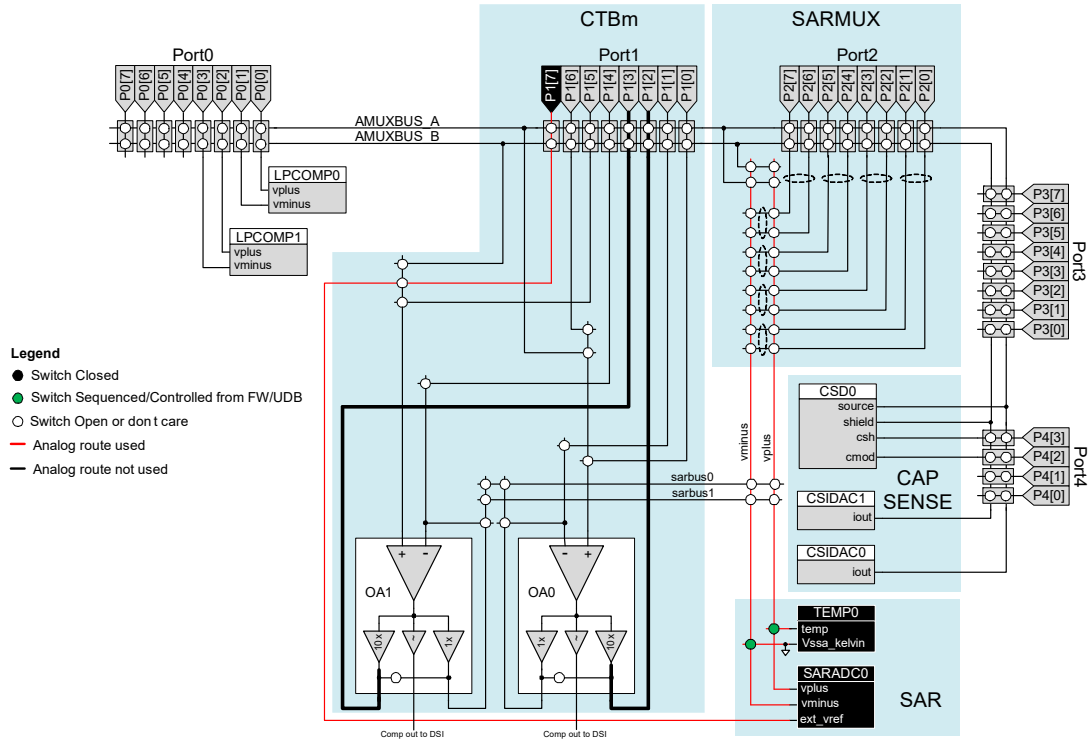 CTBm
SARMUX
Port0
Port1
Port2
P0[7]
P0[6]
P0[5]
P0[4]
P0[3]
P0[2]
P0[1]
P0[0]
P1[7]
P1[6]
P1[5]
P1[4]
P1[3]
P1[2]
P1[1]
P1[0]
P2[7]
P2[6]
P2[5]
P2[4]
P2[3]
P2[2]
P2[1]
P2[0]
AMUXBUS_A
AMUXBUS_B
LPCOMP0
vplus
vminus
LPCOMP1
vplus
vminus
P3[7]
P3[6]
P3[5]
P3[4]
P3[3]
P3[2]
P3[1]
P3[0]
Port3
Legend
Switch Closed
Switch Sequenced/Controlled from FW/UDB
Switch Open or don t care
Analog route used
Analog route not used
vminus
vplus
sarbus0
sarbus1
CSD0
source
shield
csh
cmod
CAP
SENSE
CSIDAC1
iout
CSIDAC0
iout
P4[3]
P4[2]
P4[1]
P4[0]
Port4
+
-
OA1
10x
~
1x
-
+
OA0
1x
~
10x
TEMP0
temp
Vssa_kelvin
SARADC0
vplus
vminus
ext_vref
SAR
Comp out to DSI
Comp out to DSI